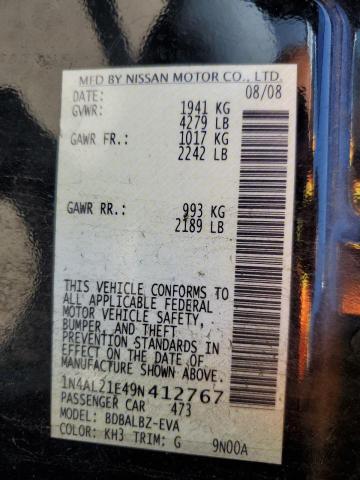 MFD BY NISSAN MOTOR CO., LTD.
DATE: 08/08
GVWR: 1941 KG
4279 LB
GAWR FR.: 1017 KG
2242 LB
GAWR RR.: 993 KG
2189 LB
THIS VEHICLE CONFORMS TO
ALL APPLICABLE FEDERAL
MOTOR VEHICLE SAFETY,
BUMPER, AND THEFT
PREVENTION STANDARDS IN
EFFECT ON THE DATE OF
MANUFACTURE SHOWN ABOVE.
1N4AL21E49N412767
PASSENGER CAR 473
MODEL: BDBALBZ-EVA
COLOR: KH3 TRIM: G 9N00A